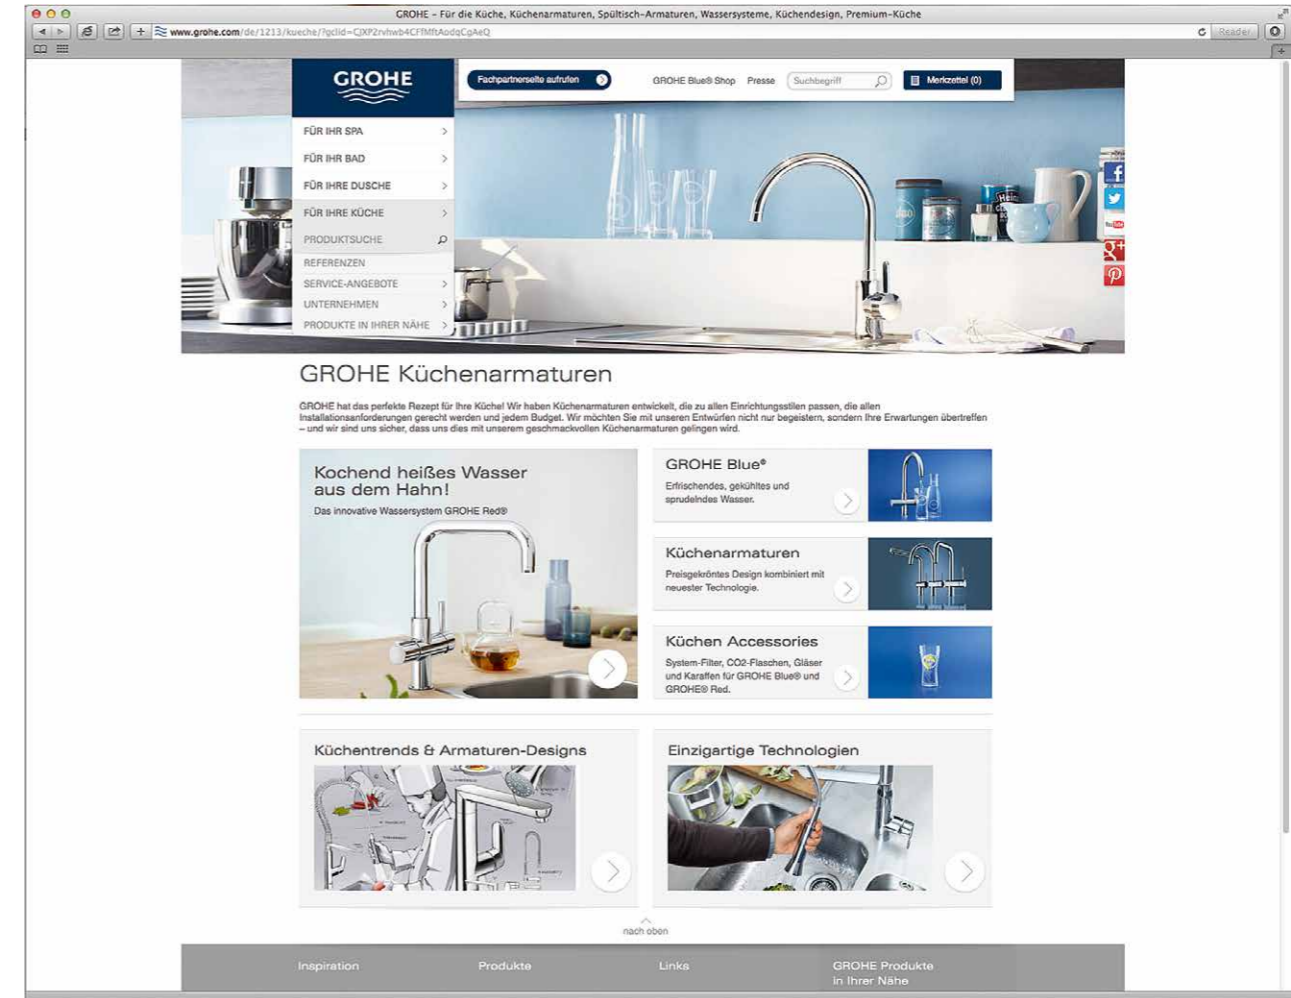 GROHE – Für die Küche, Küchenarmaturen, Spültisch-Armaturen, Wassersysteme, Küchendesign, Premium-Küche
www.grohe.com/de/1213/kueche/?gclid=
Reader
GROHE
Fachpartnerseite aufrufen
GROHE Blue® Shop
Presse
Suchbegriff
Merkzettel (0)
FÜR IHR SPA
FÜR IHR BAD
FÜR IHRE DUSCHE
FÜR IHRE KÜCHE
PRODUKTSUCHE
REFERENZEN
SERVICE-ANGEBOTE
UNTERNEHMEN
PRODUKTE IN IHRER NÄHE
GROHE Küchenarmaturen
GROHE hat das perfekte Rezept für Ihre Küche! Wir haben Küchenarmaturen entwickelt, die zu allen Einrichtungsstilen passen, die allen
Installationsanforderungen gerecht werden und jedem Budget. Wir möchten Sie mit unseren Entwürfen nicht nur begeistern, sondern Ihre Erwartungen übertreffen
– und wir sind uns sicher, dass uns dies mit unserem geschmackvollen Küchenarmaturen gelingen wird.
Kochend heißes Wasser
aus dem Hahn!
Das innovative Wassersystem GROHE Red®
GROHE Blue®
Erfrischendes, gekühltes und
sprudelndes Wasser.
Küchenarmaturen
Preisgekröntes Design kombiniert mit
neuester Technologie.
Küchen Accessories
System-Filter, CO2-Flaschen, Gläser
und Karaffen für GROHE Blue® und
GROHE® Red.
Küchentrends & Armaturen-Designs
Einzigartige Technologien
nach oben
Inspiration
Produkte
Links
GROHE Produkte
in Ihrer Nähe